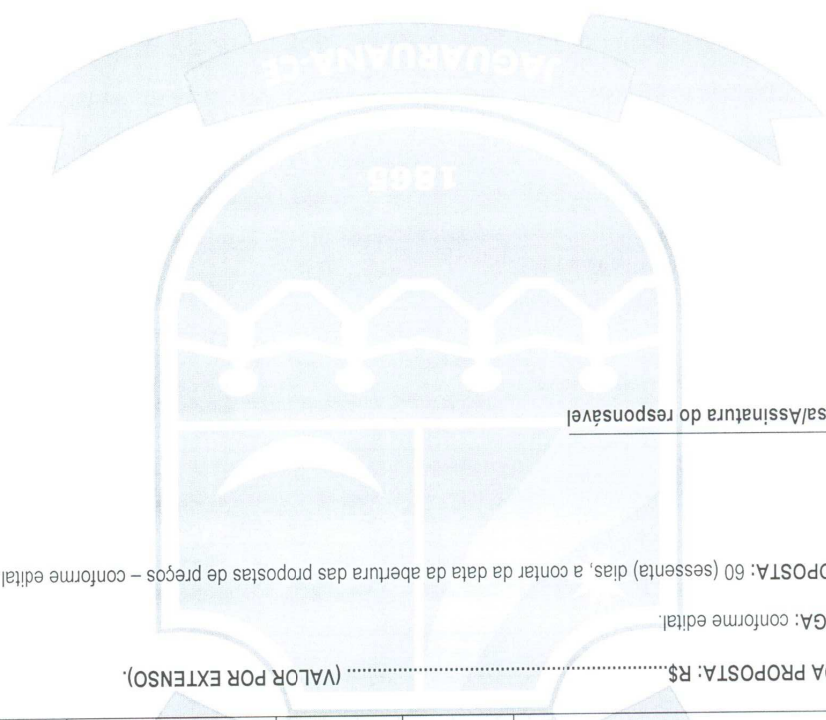 DA PROPOSTA: R$.................................................... (VALOR POR EXTENSO).
GA: conforme edital.
OPOSTA: 60 (sessenta) dias, a contar da data da abertura das propostas de preços – conforme edital
sa/Assinatura do responsável
1865
JAGUARUANA-CE